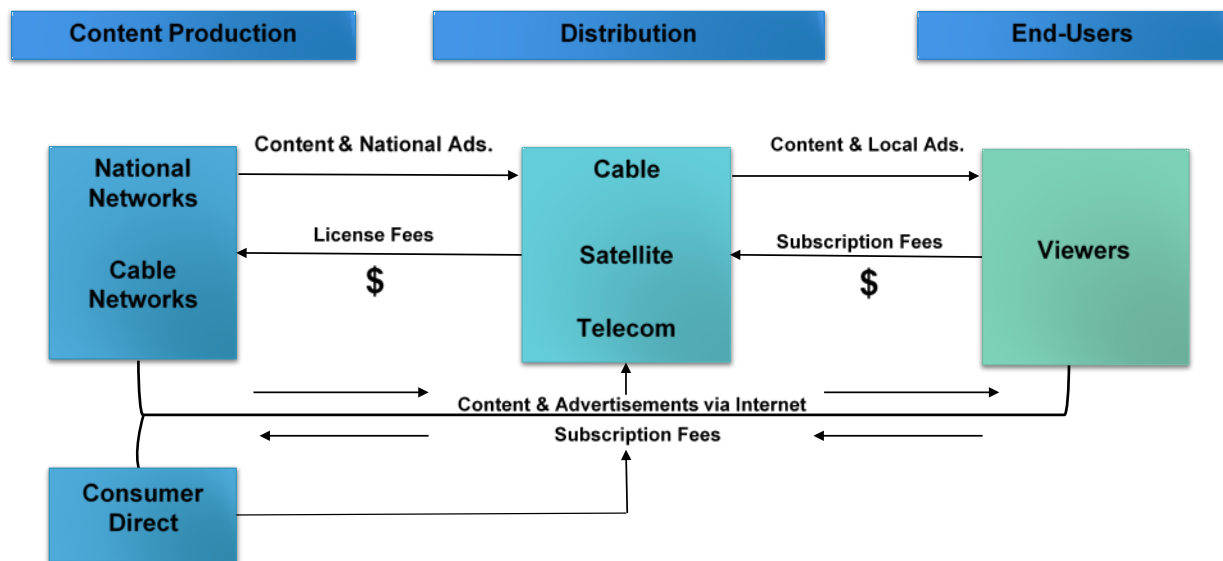 Content Production
Distribution
End-Users
Content & National Ads.
Content & Local Ads.
National
Networks
Cable
Networks
License Fees
$
Cable
Satellite
Telecom
Subscription Fees
$
Viewers
Content & Advertisements via Internet
Subscription Fees
Consumer
Direct